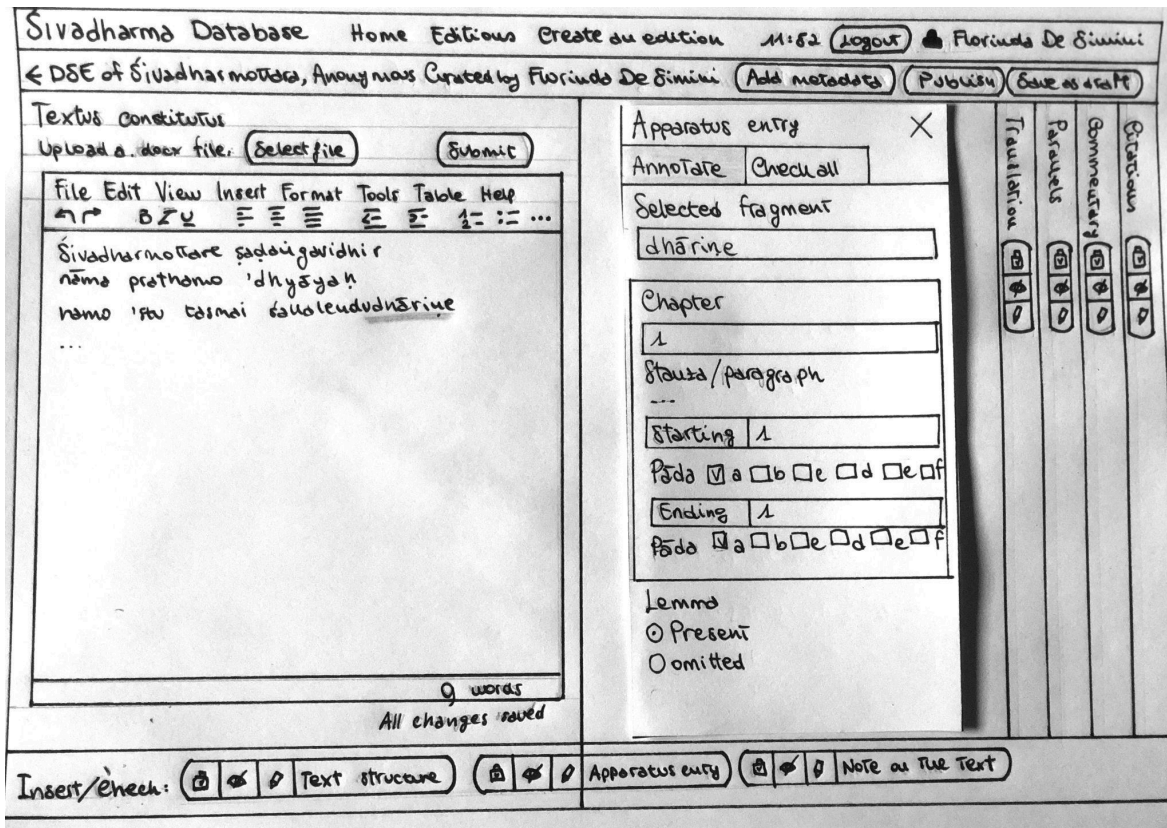 Śivadharma Database Home Editions Create an edition 11:52 Logout Florinda De Simini
← DSE of Śivadharmottara, Anonymous Curated by Florinda De Simini Add metadata Publish Save as draft
Textus constitutus
Upload a .docx file: Select file Submit
File Edit View Insert Format Tools Table Help
B I U ...
Śivadharmottare ṣaḍaṅgavidhir
nāma prathamo 'dhyāyaḥ
namo 'stu tasmai
dhāriṇe
...
9 words
All changes saved
Apparatus entry X
Annotate Check all
Selected fragment
dhāriṇe
Chapter
1
Stanza/paragraph
---
Starting 1
Pāda a b c d e f
Ending 1
Pāda a b c d e f
Lemma
Present
omitted
Translation
Parallels
Commentary
Citations
Insert/Check: Text structure Apparatus entry Note on the Text